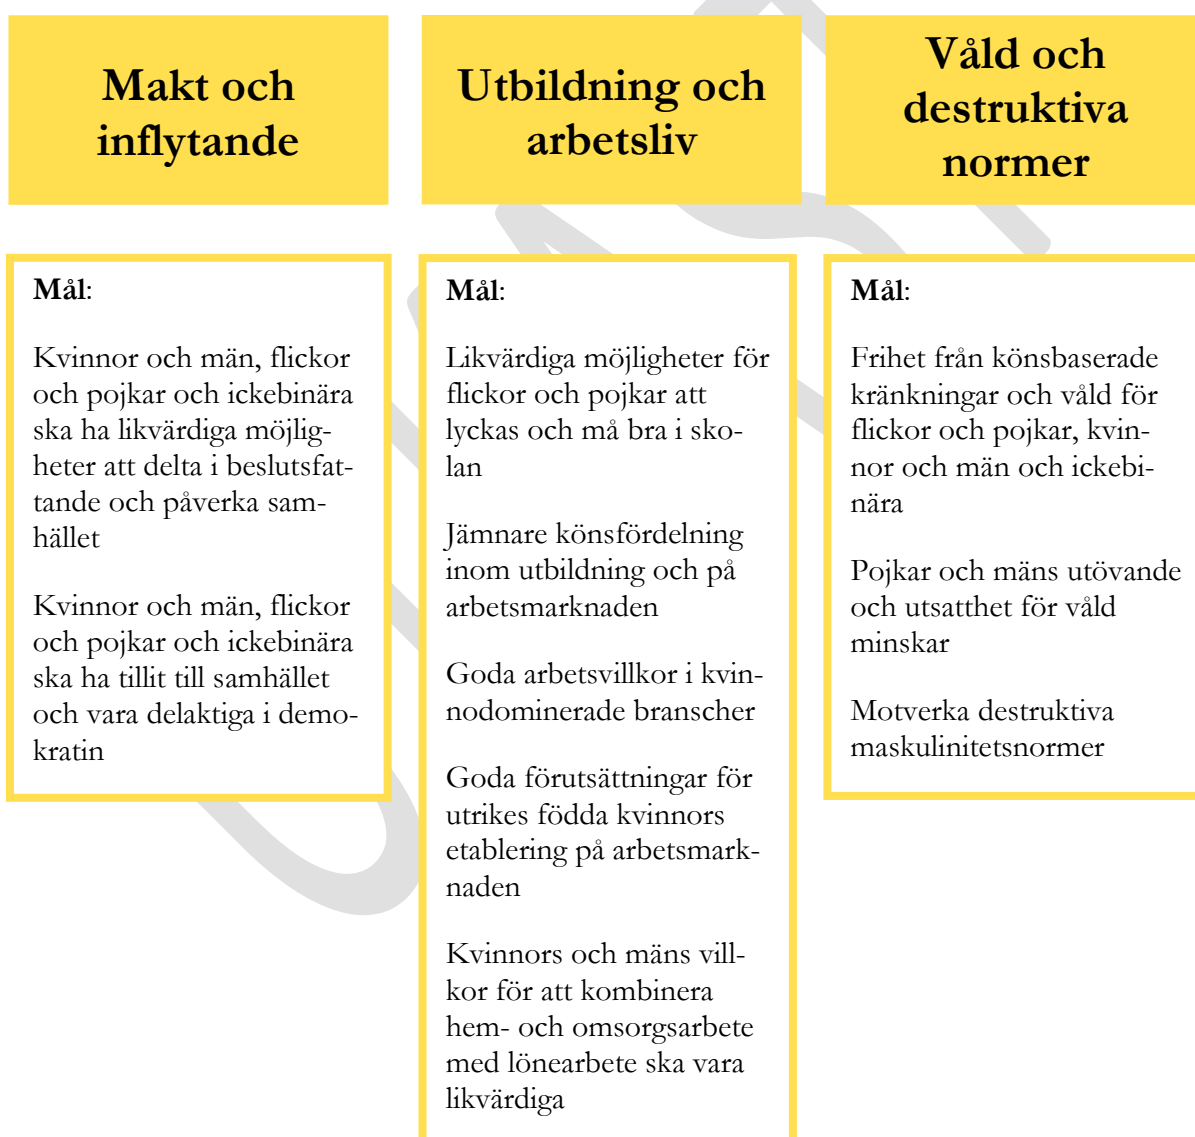 Makt och
inflytande
Mål:
Kvinnor och män, flickor
och pojkar och ickebinära
ska ha likvärdiga möjlig-
heter att delta i beslutsfat-
tande och påverka sam-
hället
Kvinnor och män, flickor
och pojkar och ickebinära
ska ha tillit till samhället
och vara delaktiga i demo-
kratin
Utbildning och
arbetsliv
Mål:
Likvärdiga möjligheter för
flickor och pojkar att
lyckas och må bra i sko-
lan
Jämnare könsfördelning
inom utbildning och på
arbetsmarknaden
Goda arbetsvillkor i kvin-
nodominerade branscher
Goda förutsättningar för
utrikes födda kvinnors
etablering på arbetsmark-
naden
Kvinnors och mäns vill-
kor för att kombinera
hem- och omsorgsarbete
med lönearbete ska vara
likvärdiga
Våld och
destruktiva
normer
Mål:
Frihet från könsbaserade
kränkningar och våld för
flickor och pojkar, kvin-
nor och män och ickebi-
nära
Pojkar och mäns utövande
och utsatthet för våld
minskar
Motverka destruktiva
maskulinitetsnormer